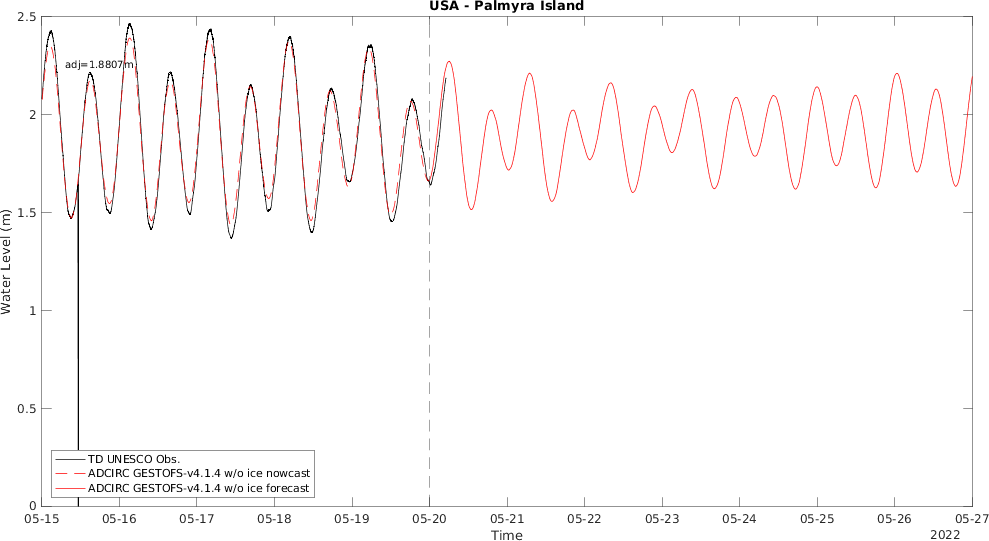 USA - Palmyra Island
2.5
adj=1.8807m
2
1.5
Water Level (m)
1
0.5
TD UNESCO Obs.
ADCIRC GESTOFS-v4.1.4 w/o ice nowcast
ADCIRC GESTOFS-v4.1.4 w/o ice forecast
0
05-15 05-16 05-17 05-18 05-19 05-20 05-21 05-22 05-23 05-24 05-25 05-26 05-27
Time
2022